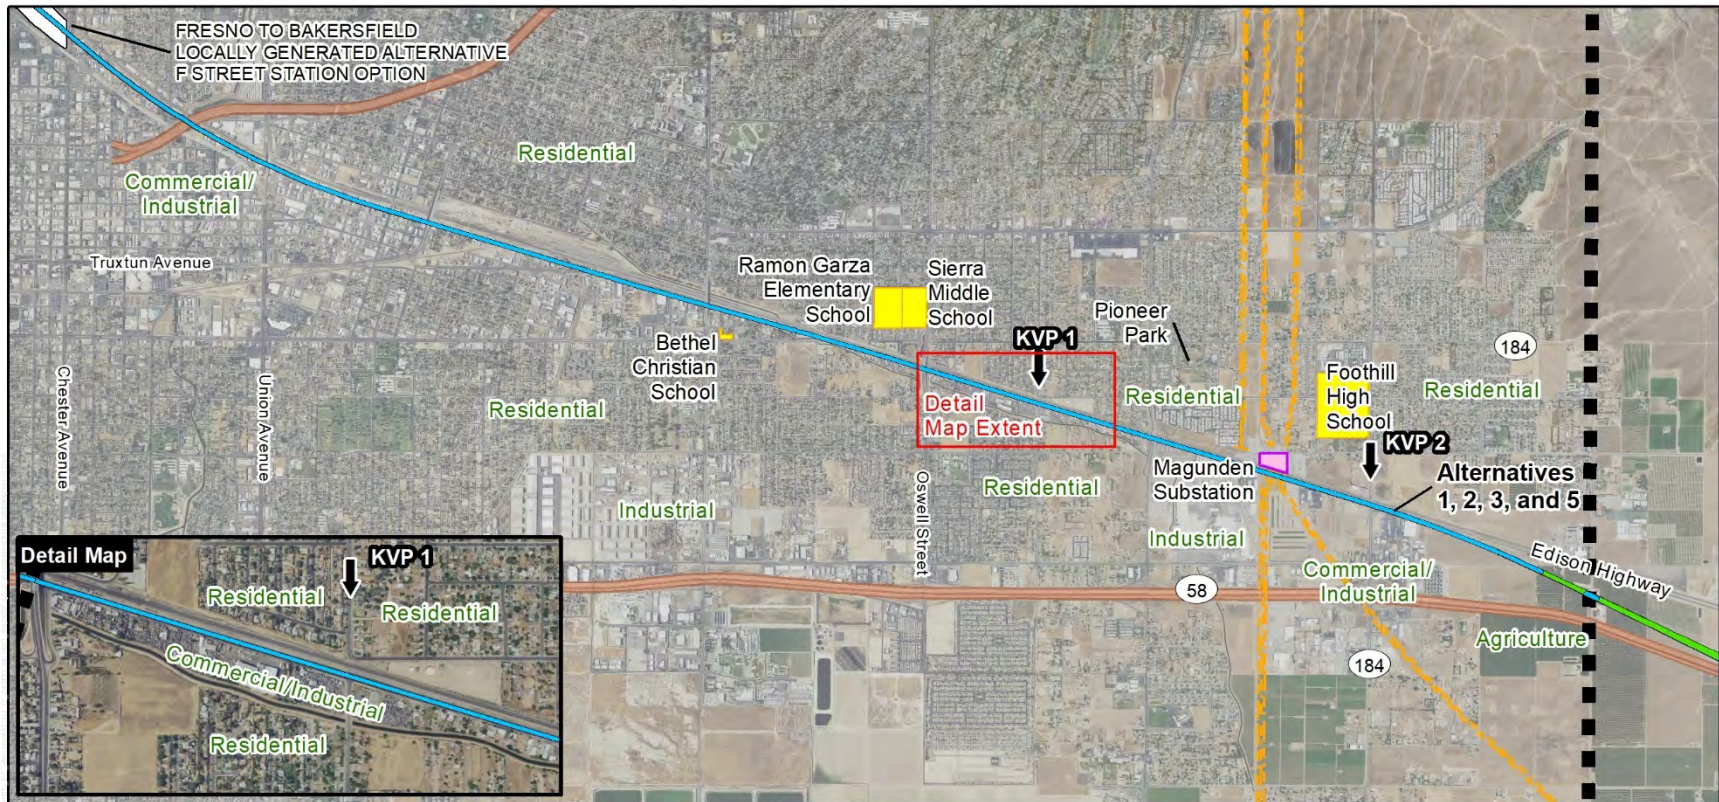 FRESNO TO BAKERSFIELD
LOCALLY GENERATED ALTERNATIVE
F STREET STATION OPTION
Residential
Commercial/
Industrial
Truxtun Avenue
Ramon Garza
Elementary
School
Sierra
Middle
School
Pioneer
Park
KVP 1
184
Bethel
Christian
School
Foothill
High
School
Chester Avenue
Union Avenue
Residential
Detail
Map Extent
Residential
Residential
KVP 2
Magunden
Substation
Alternatives
1, 2, 3, and 5
Residential
Industrial
Oswell Street
Industrial
Edison Highway
Commercial/
Industrial
58
Agriculture
184
Detail Map
KVP 1
Residential
Residential
Commercial/Industrial
Residential